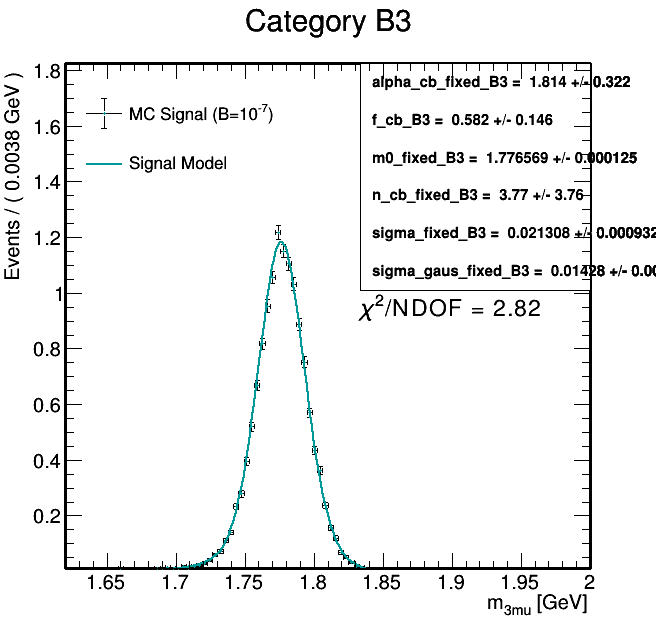 Category B3
Events / ( 0.0038 GeV )
1.8
1.6
1.4
1.2
1
0.8
0.6
0.4
0.2
MC Signal (B=10⁻⁷)
Signal Model
alpha_cb_fixed_B3 = 1.814 +/- 0.322
f_cb_B3 = 0.582 +/- 0.146
m0_fixed_B3 = 1.776569 +/- 0.000125
n_cb_fixed_B3 = 3.77 +/- 3.76
sigma_fixed_B3 = 0.021308 +/- 0.000932
sigma_gaus_fixed_B3 = 0.01428 +/- 0.00
χ²/NDOF = 2.82
1.65 1.7 1.75 1.8 1.85 1.9 1.95 2
m₃ₘᵤ [GeV]